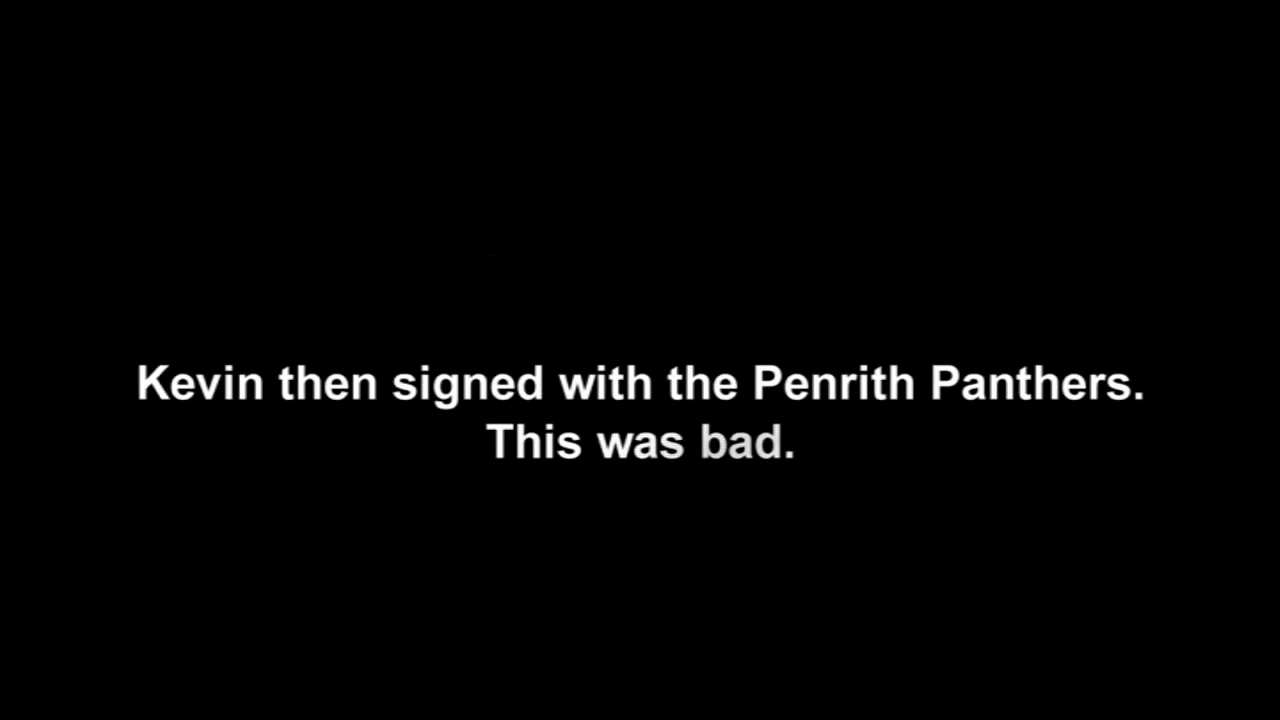 Kevin then signed with the Penrith Panthers.
This was bad.